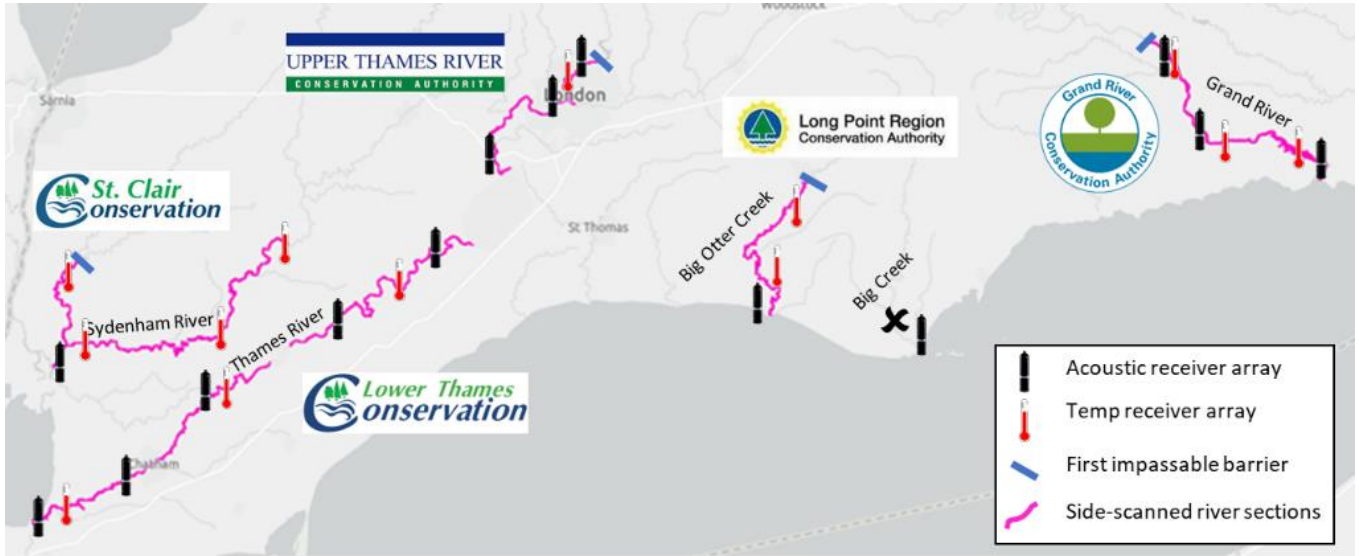 Woodstock
UPPER THAMES RIVER
CONSERVATION AUTHORITY
Sarnia
London
Grand River
Conservation Authority
Grand River
Long Point Region
Conservation Authority
St. Clair
Conservation
St Thomas
Big Otter Creek
Big Creek
Sydenham River
Thames River
Lower Thames
Conservation
Chatham
Acoustic receiver array
Temp receiver array
First impassable barrier
Side-scanned river sections